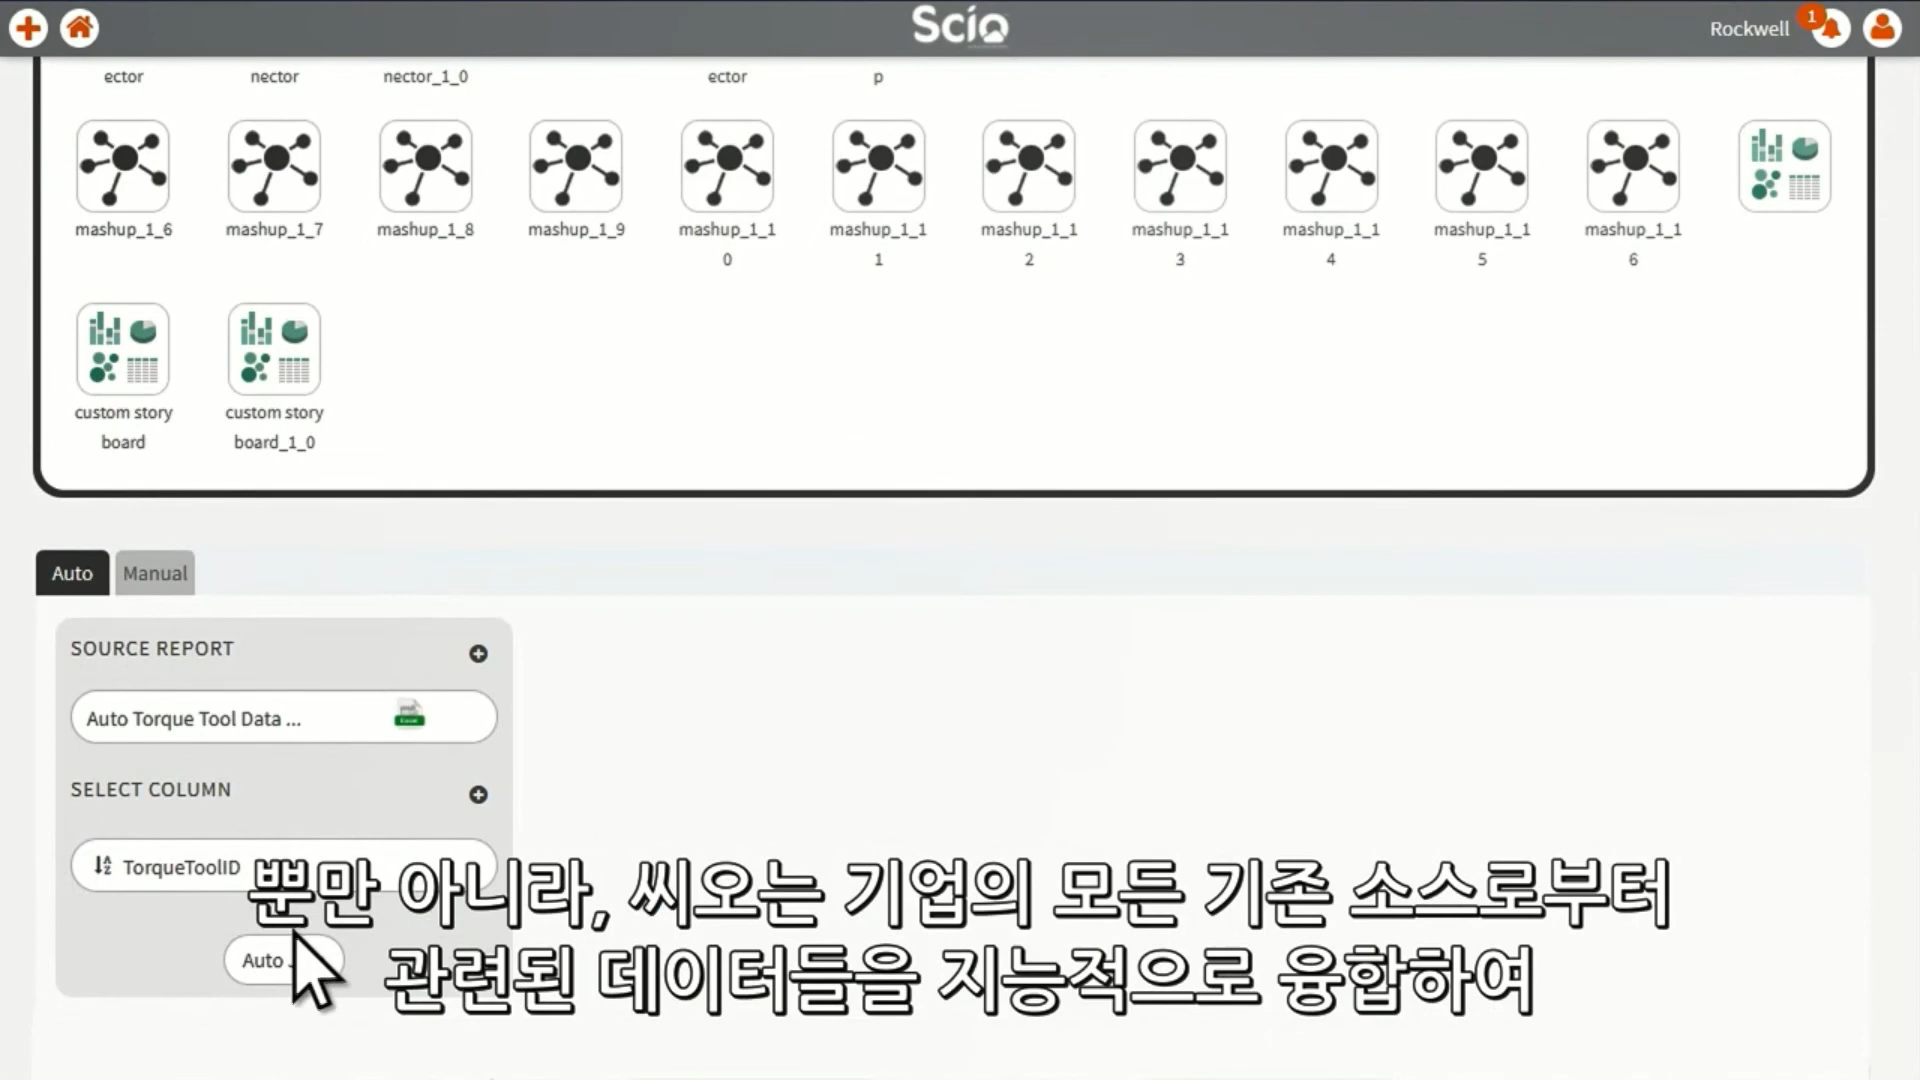 Scio
Rockwell
1
ector
nector
nector_1_0
ector
p
mashup_1_6
mashup_1_7
mashup_1_8
mashup_1_9
mashup_1_1
0
mashup_1_1
1
mashup_1_1
2
mashup_1_1
3
mashup_1_1
4
mashup_1_1
5
mashup_1_1
6
custom story
board
custom story
board_1_0
Auto
Manual
SOURCE REPORT
Auto Torque Tool Data ...
SELECT COLUMN
TorqueToolID
Auto
뿐만 아니라, 씨오는 기업의 모든 기존 소스로부터
관련된 데이터들을 지능적으로 융합하여